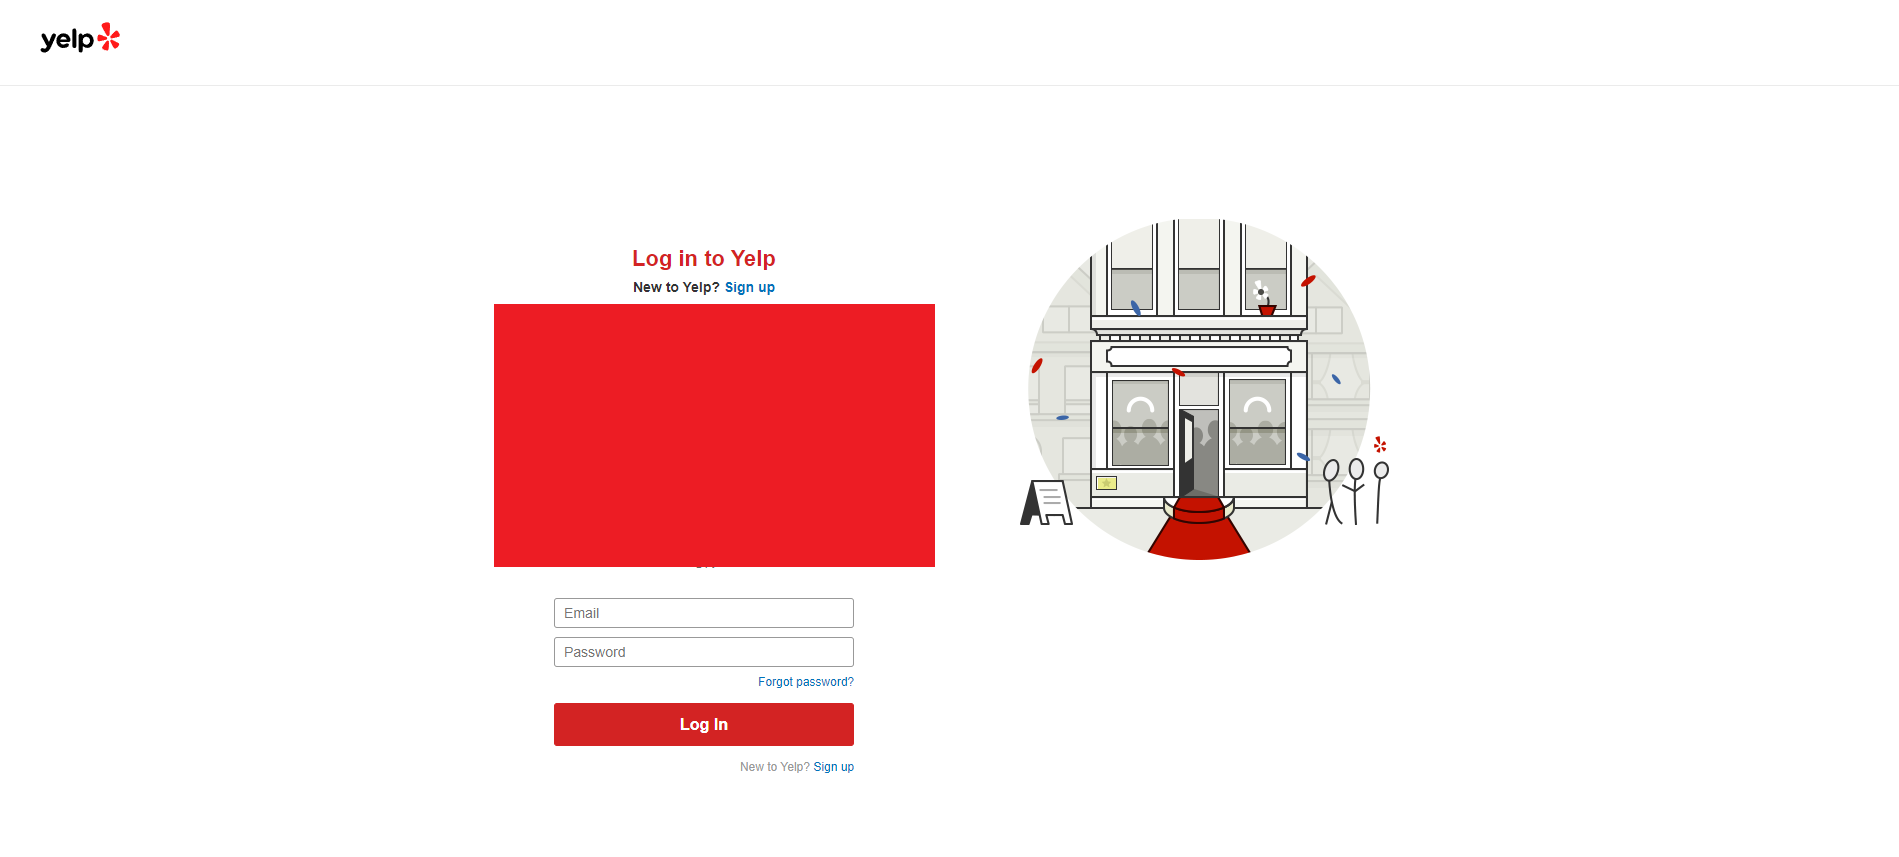 yelp
Log in to Yelp
New to Yelp? Sign up
Email
Password
Forgot password?
Log In
New to Yelp? Sign up